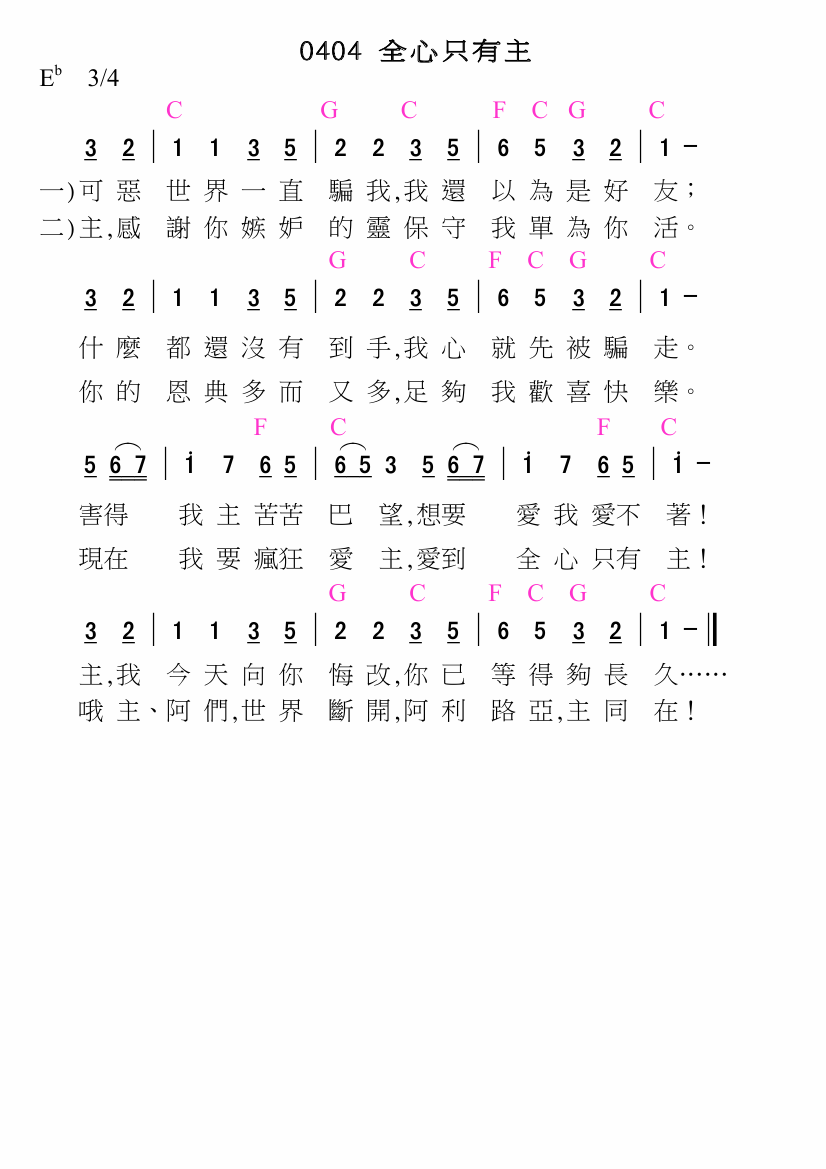 0404 全心只有主
E♭ 3/4
C G C F C G C
3 2 | 1 1 3 5 | 2 2 3 5 | 6 5 3 2 | 1 –
一)可惡 世界一直 騙我,我還 以為是好 友；
二)主,感 謝你嫉妒 的靈保守 我單為你 活。
G C F C G C
3 2 | 1 1 3 5 | 2 2 3 5 | 6 5 3 2 | 1 –
什麼 都還沒有 到手,我心 就先被騙 走。
你的 恩典多而 又多,足夠 我歡喜快 樂。
F C F C
5 6 7 | i 7 6 5 | 6 5 3 5 6 7 | i 7 6 5 | i –
害得 我主苦苦 巴 望,想要 愛我愛不 著！
現在 我要瘋狂 愛 主,愛到 全心只有 主！
G C F C G C
3 2 | 1 1 3 5 | 2 2 3 5 | 6 5 3 2 | 1 – ‖
主,我 今天向你 悔改,你已 等得夠長 久……
哦主、阿們,世界 斷開,阿利 路亞,主同 在！